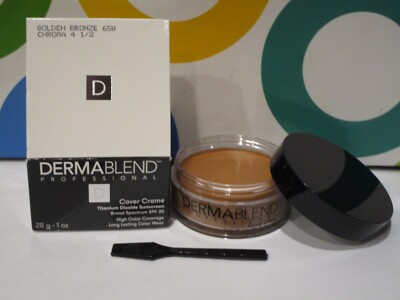 GOLDEN BRONZE 65W
CHROMA 4 1/2
D
DERMABLEND™
PROFESSIONAL
D
Cover Creme
Titanium Dioxide Sunscreen
Broad Spectrum SPF 30
High Color Coverage
Long Lasting Color Wear
28 g • 1 oz
DERMABLEND